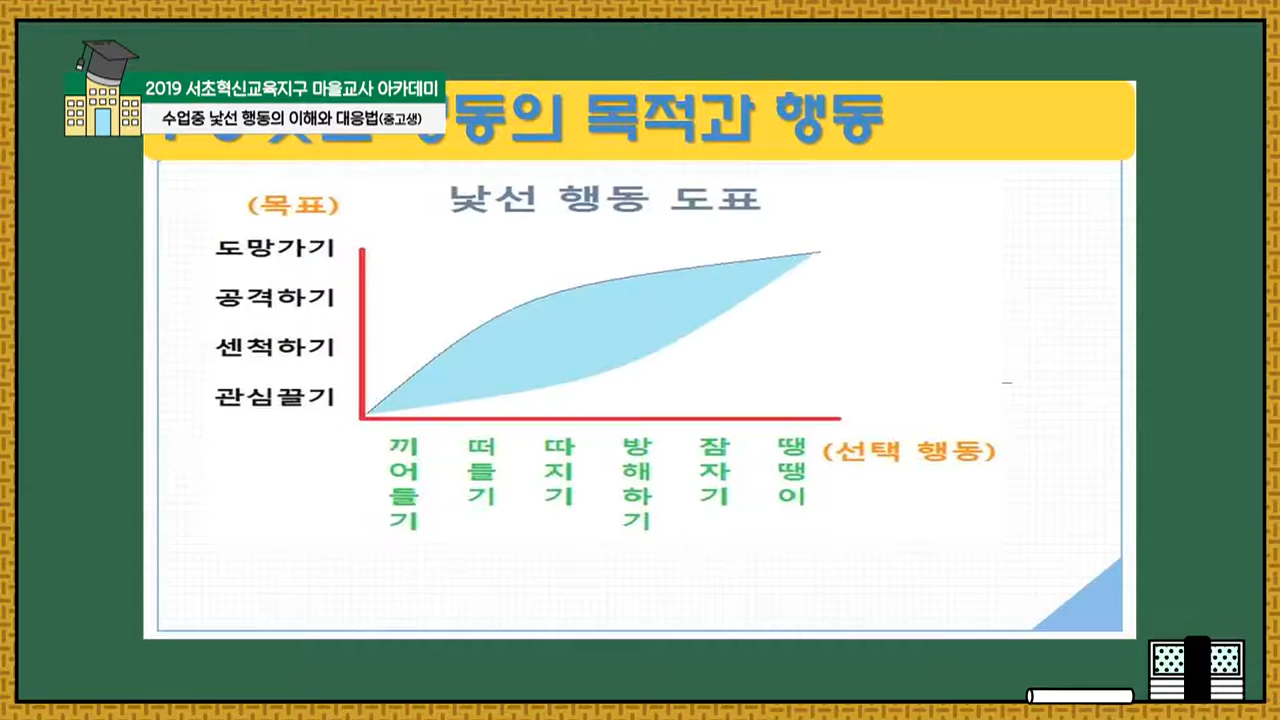 2019 서초혁신교육지구 마을교사 아카데미
수업중 낯선 행동의 이해와 대응법(중고생)
행동의 목적과 행동
낯선 행동 도표
(목표)
도망가기
공격하기
센척하기
관심끌기
끼어들기
떠들기
따지기
방해하기
잠자기
땡땡이
(선택 행동)